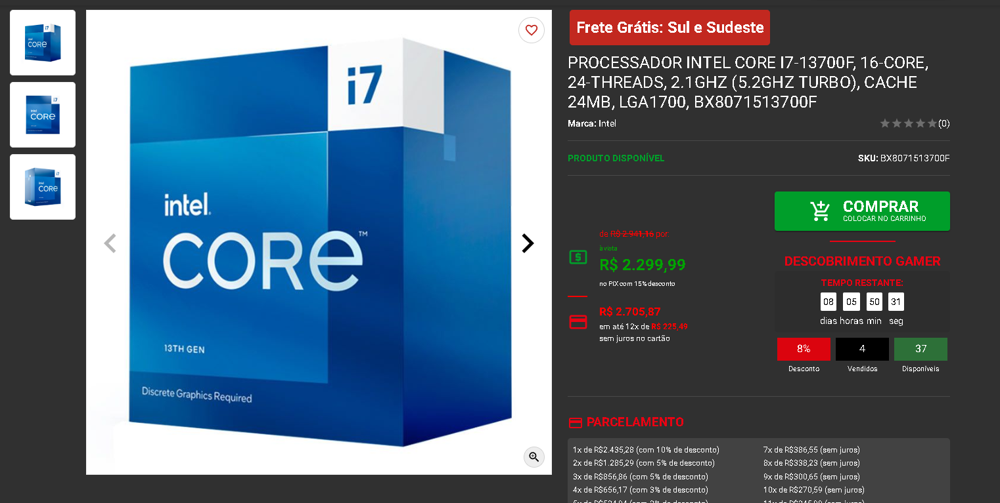 Frete Grátis: Sul e Sudeste
PROCESSADOR INTEL CORE I7-13700F, 16-CORE,
24-THREADS, 2.1GHZ (5.2GHZ TURBO), CACHE
24MB, LGA1700, BX8071513700F
Marca: Intel
(0)
PRODUTO DISPONÍVEL
SKU: BX8071513700F
COMPRAR
COLOCAR NO CARRINHO
de R$ 2.941,16 por:
à vista
R$ 2.299,99
no PIX com 15% desconto
R$ 2.705,87
em até 12x de R$ 225,49
sem juros no cartão
DESCOBRIMENTO GAMER
TEMPO RESTANTE:
08 05 50 31
dias horas min seg
8% 4 37
Desconto Vendidos Disponíveis
PARCELAMENTO
1x de R$2.435,28 (com 10% de desconto)
2x de R$1.285,29 (com 5% de desconto)
3x de R$856,86 (com 5% de desconto)
4x de R$656,17 (com 3% de desconto)
7x de R$386,55 (sem juros)
8x de R$338,23 (sem juros)
9x de R$300,65 (sem juros)
10x de R$270,59 (sem juros)
i7
intel.
CORE™
13TH GEN
Discrete Graphics Required